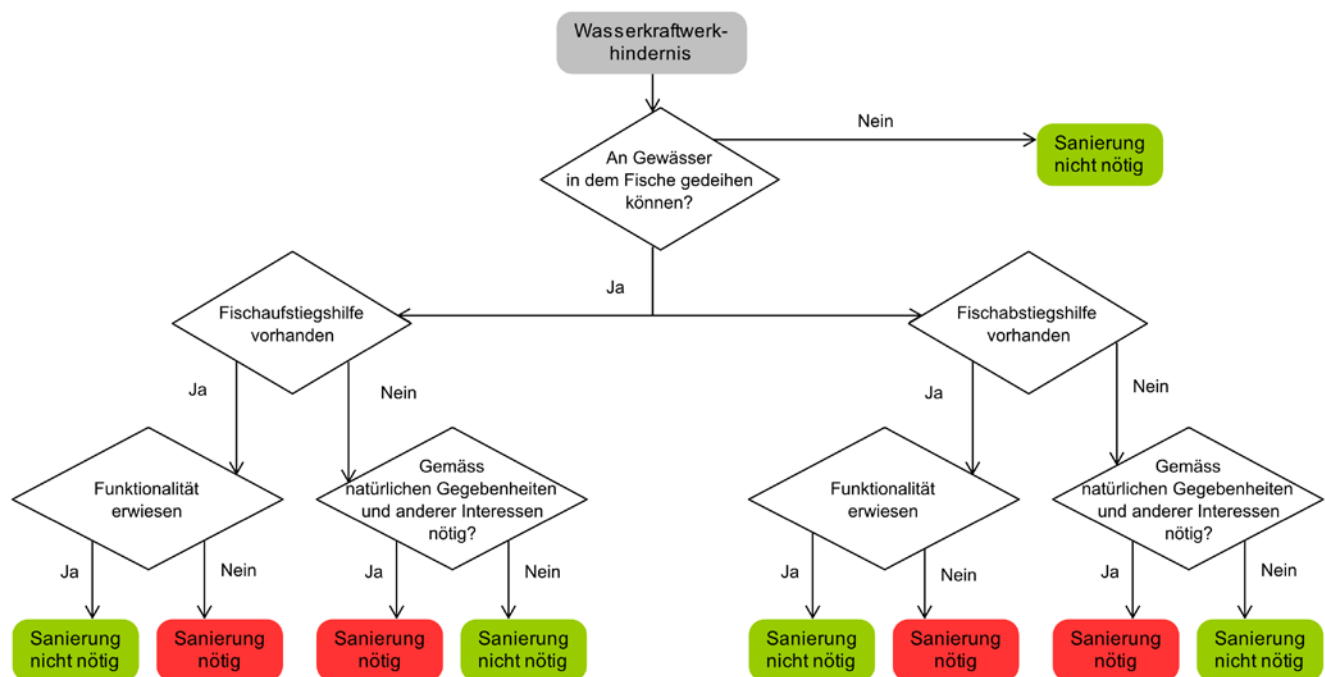 Wasserkraftwerk-
hindernis
Nein
An Gewässer
in dem Fische gedeihen
können?
Sanierung
nicht nötig
Ja
Fischaufstiegshilfe
vorhanden
Fischabstiegshilfe
vorhanden
Ja
Nein
Ja
Nein
Funktionalität
erwiesen
Gemäss
natürlichen Gegebenheiten
und anderer Interessen
nötig?
Funktionalität
erwiesen
Gemäss
natürlichen Gegebenheiten
und anderer Interessen
nötig?
Ja
Nein
Ja
Nein
Ja
Nein
Ja
Nein
Sanierung
nicht nötig
Sanierung
nötig
Sanierung
nötig
Sanierung
nicht nötig
Sanierung
nicht nötig
Sanierung
nötig
Sanierung
nötig
Sanierung
nicht nötig